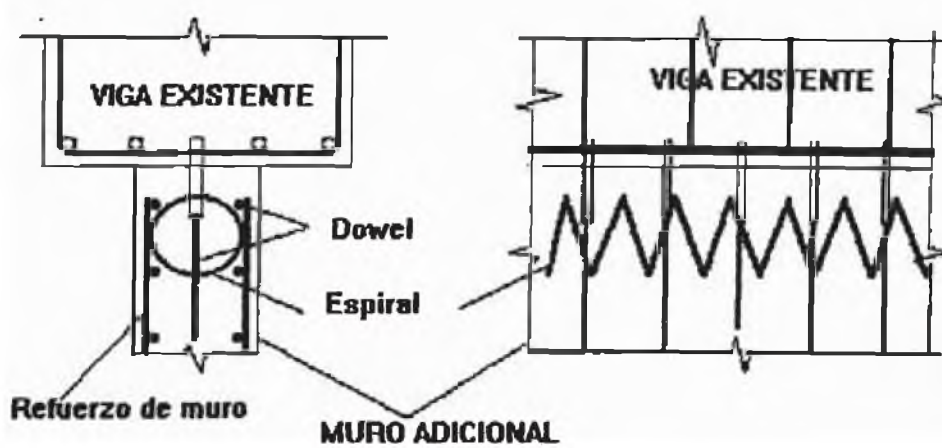 VIGA EXISTENTE
VIGA EXISTENTE
Dowel
Espiral
Refuerzo de muro
MURO ADICIONAL